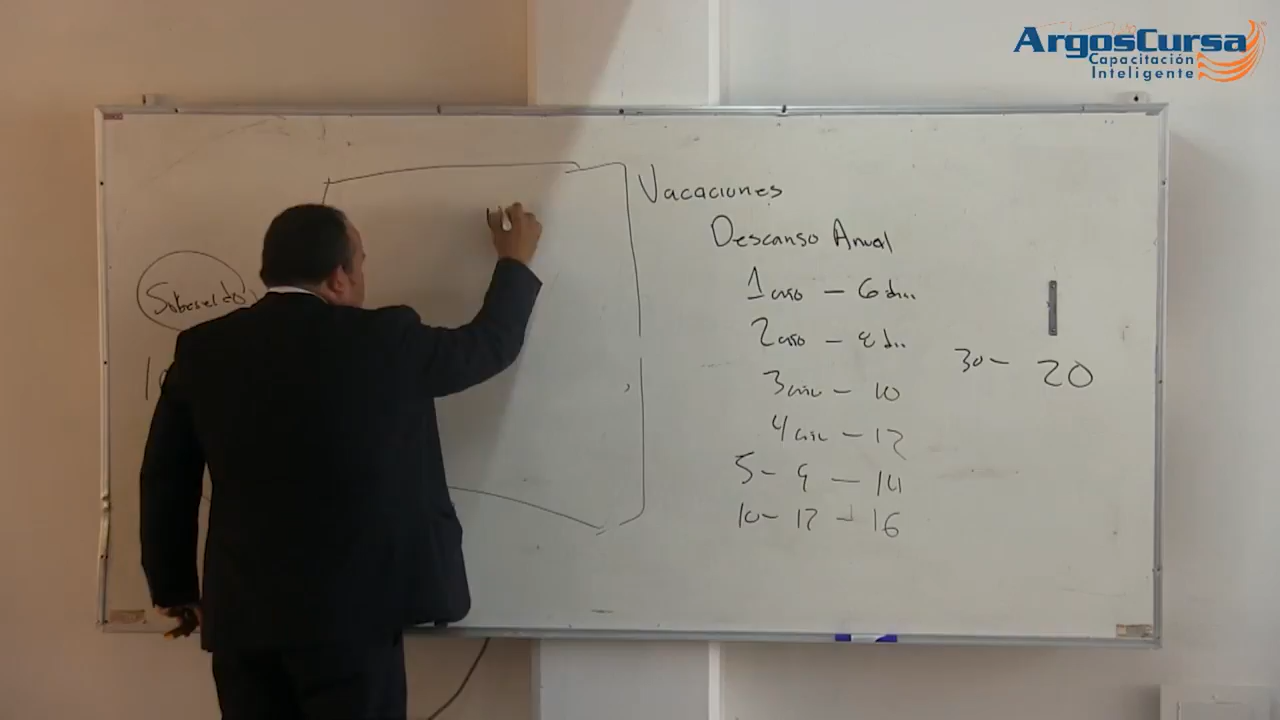 ArgosCursa
Capacitación
Inteligente
Vacaciones
Descanso Anual
1 año — 6 días
2 año — 8 días
3 año — 10
4 año — 12
5 - 9 — 14
10 - 12 — 16
30 - 20